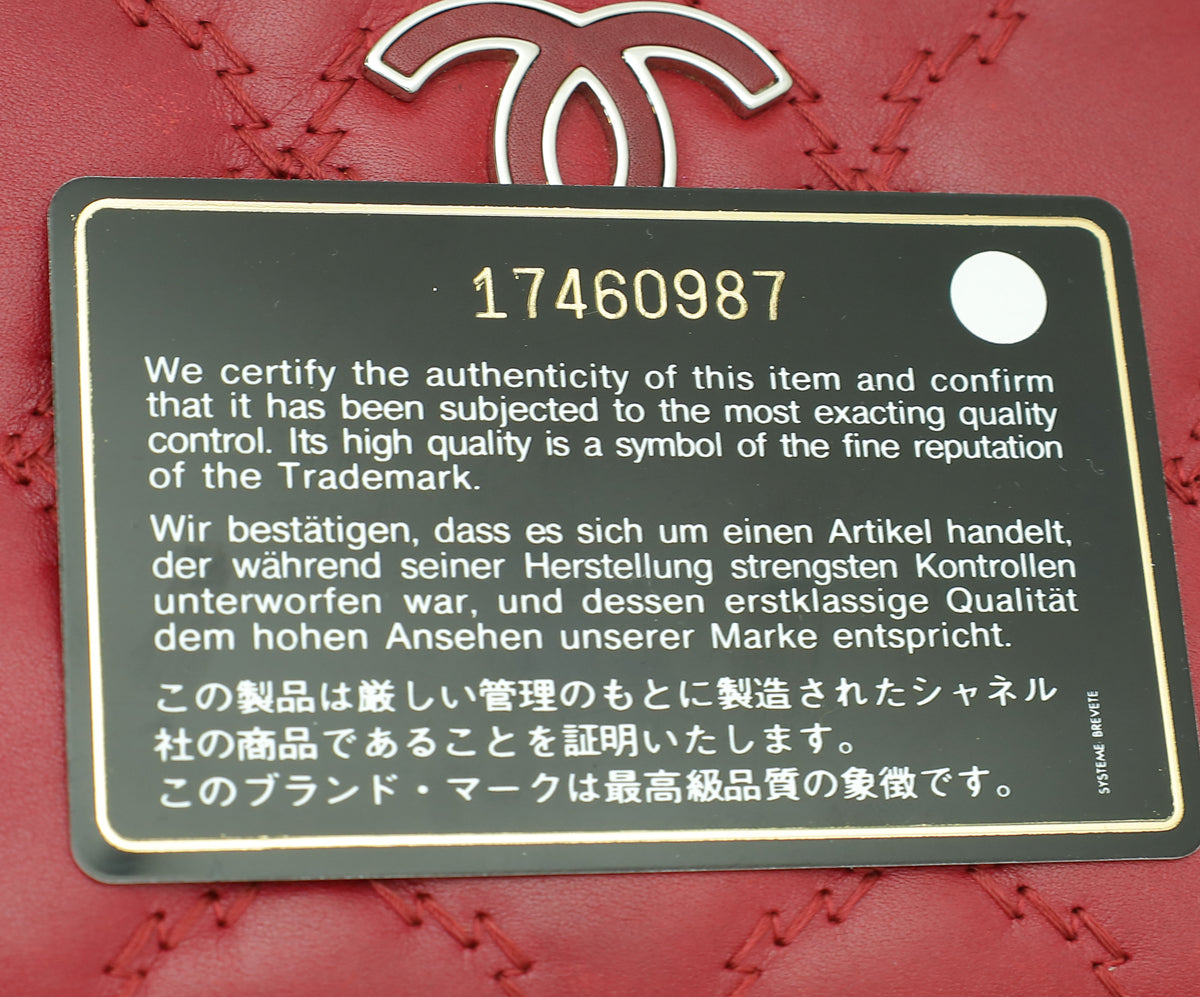 17460987
We certify the authenticity of this item and confirm
that it has been subjected to the most exacting quality
control. Its high quality is a symbol of the fine reputation
of the Trademark.
Wir bestätigen, dass es sich um einen Artikel handelt,
der während seiner Herstellung strengsten Kontrollen
unterworfen war, und dessen erstklassige Qualität
dem hohen Ansehen unserer Marke entspricht.
この製品は厳しい管理のもとに製造されたシャネル
社の商品であることを証明いたします。
このブランド・マークは最高級品質の象徴です。
SYSTEME BREVETE